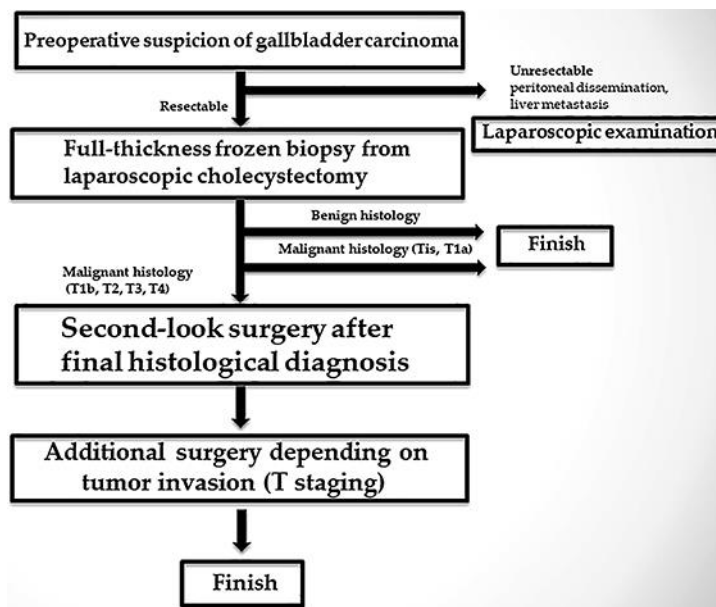 Preoperative suspicion of gallbladder carcinoma
Unresectable
peritoneal dissemination,
liver metastasis
Resectable
Laparoscopic examination
Full-thickness frozen biopsy from
laparoscopic cholecystectomy
Benign histology
Finish
Malignant histology (Tis, T1a)
Malignant histology
(T1b, T2, T3, T4)
Second-look surgery after
final histological diagnosis
Additional surgery depending on
tumor invasion (T staging)
Finish